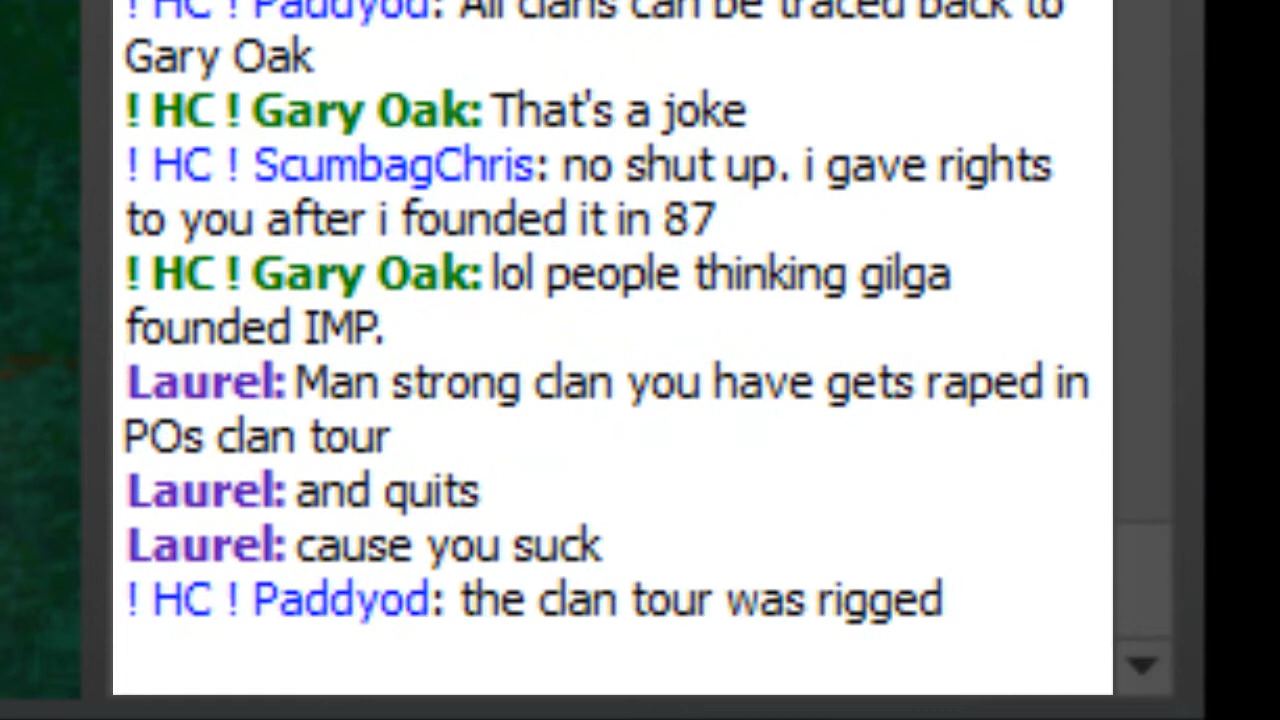 ! HC ! Paddyod: All clans can be traced back to
Gary Oak
! HC ! Gary Oak: That's a joke
! HC ! ScumbagChris: no shut up. i gave rights
to you after i founded it in 87
! HC ! Gary Oak: lol people thinking gilga
founded IMP.
Laurel: Man strong clan you have gets raped in
POs clan tour
Laurel: and quits
Laurel: cause you suck
! HC ! Paddyod: the clan tour was rigged